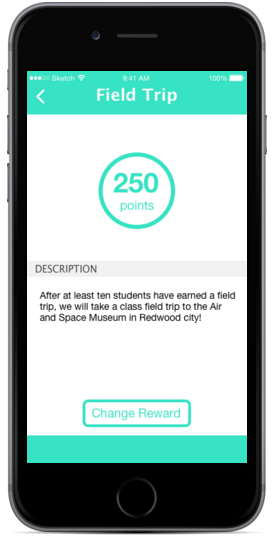 Sketch 9:41 AM 100%
Field Trip
250
points
DESCRIPTION
After at least ten students have earned a field
trip, we will take a class field trip to the Air
and Space Museum in Redwood city!
Change Reward